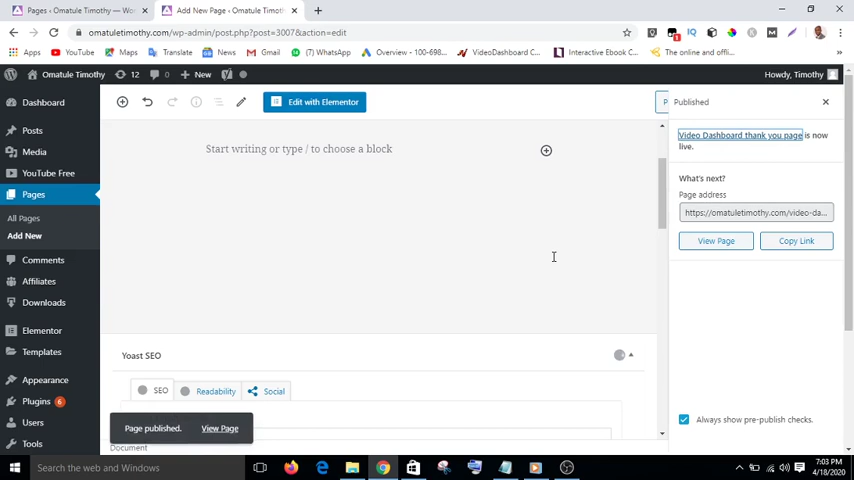 Pages ‹ Omatule Timothy — Wo
Add New Page ‹ Omatule Timothy
omatuletimothy.com/wp-admin/post.php?post=3007&action=edit
Apps
YouTube
Maps
Translate
News
Gmail
(7) WhatsApp
Overview – 100-698...
VideoDashboard C...
Interactive Ebook C...
The online and offli...
Omatule Timothy
12
0
New
Howdy, Timothy
Dashboard
Posts
Media
YouTube Free
Pages
All Pages
Add New
Comments
Affiliates
Downloads
Elementor
Templates
Appearance
Plugins 6
Users
Tools
Edit with Elementor
P
Start writing or type / to choose a block
Yoast SEO
SEO
Readability
Social
Page published.
View Page
Document
Published
Video Dashboard thank you page is now
live.
What's next?
Page address
https://omatuletimothy.com/video-da...
View Page
Copy Link
Always show pre-publish checks.
Search the web and Windows
7:03 PM
4/18/2020